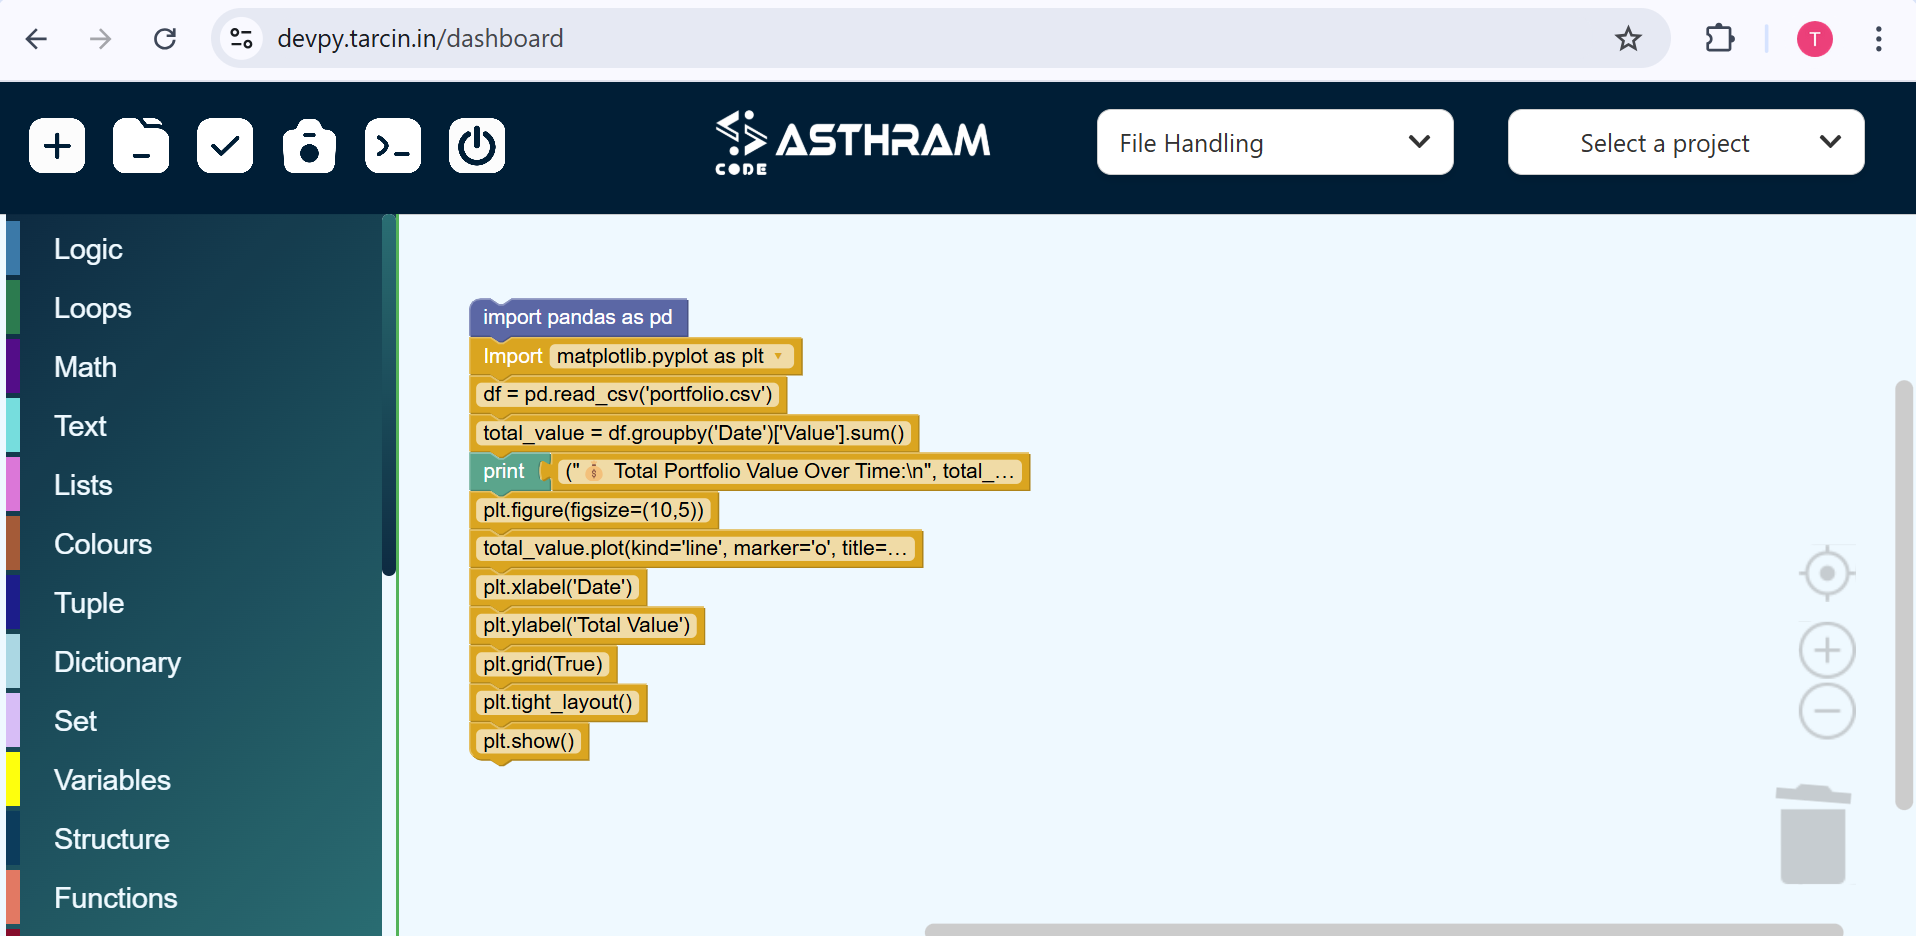 devpy.tarcin.in/dashboard
T
CODE ASTHRAM
File Handling
Select a project
Logic
Loops
Math
Text
Lists
Colours
Tuple
Dictionary
Set
Variables
Structure
Functions
import pandas as pd
Import matplotlib.pyplot as plt
df = pd.read_csv('portfolio.csv')
total_value = df.groupby('Date')['Value'].sum()
print ("💰 Total Portfolio Value Over Time:\n", total_…
plt.figure(figsize=(10,5))
total_value.plot(kind='line', marker='o', title=…
plt.xlabel('Date')
plt.ylabel('Total Value')
plt.grid(True)
plt.tight_layout()
plt.show()